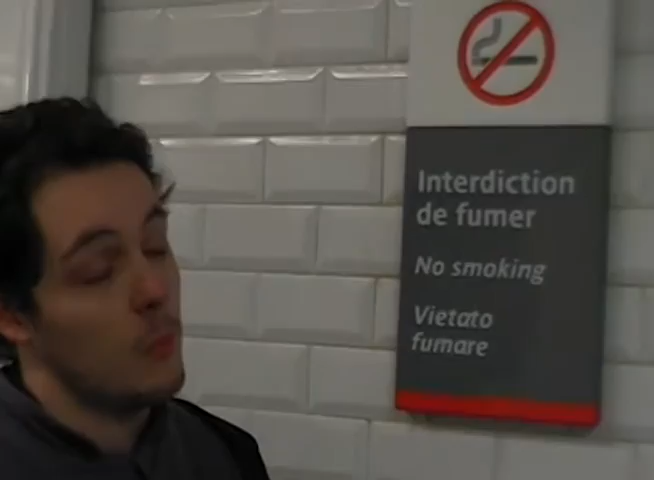 Interdiction
de fumer
No smoking
Vietato
fumare